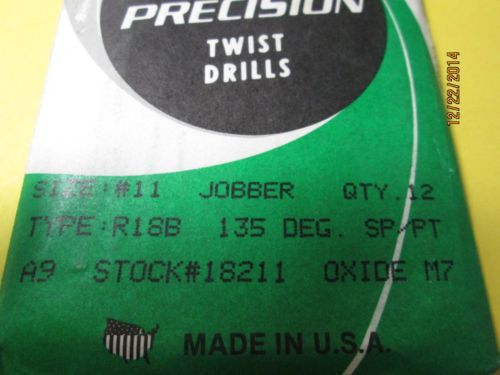 PRECISION
TWIST
DRILLS
12/22/2014
SIZE:#11 JOBBER QTY.12
TYPE:R18B 135 DEG. SP/PT
A9 STOCK#18211 OXIDE M7
MADE IN U.S.A.